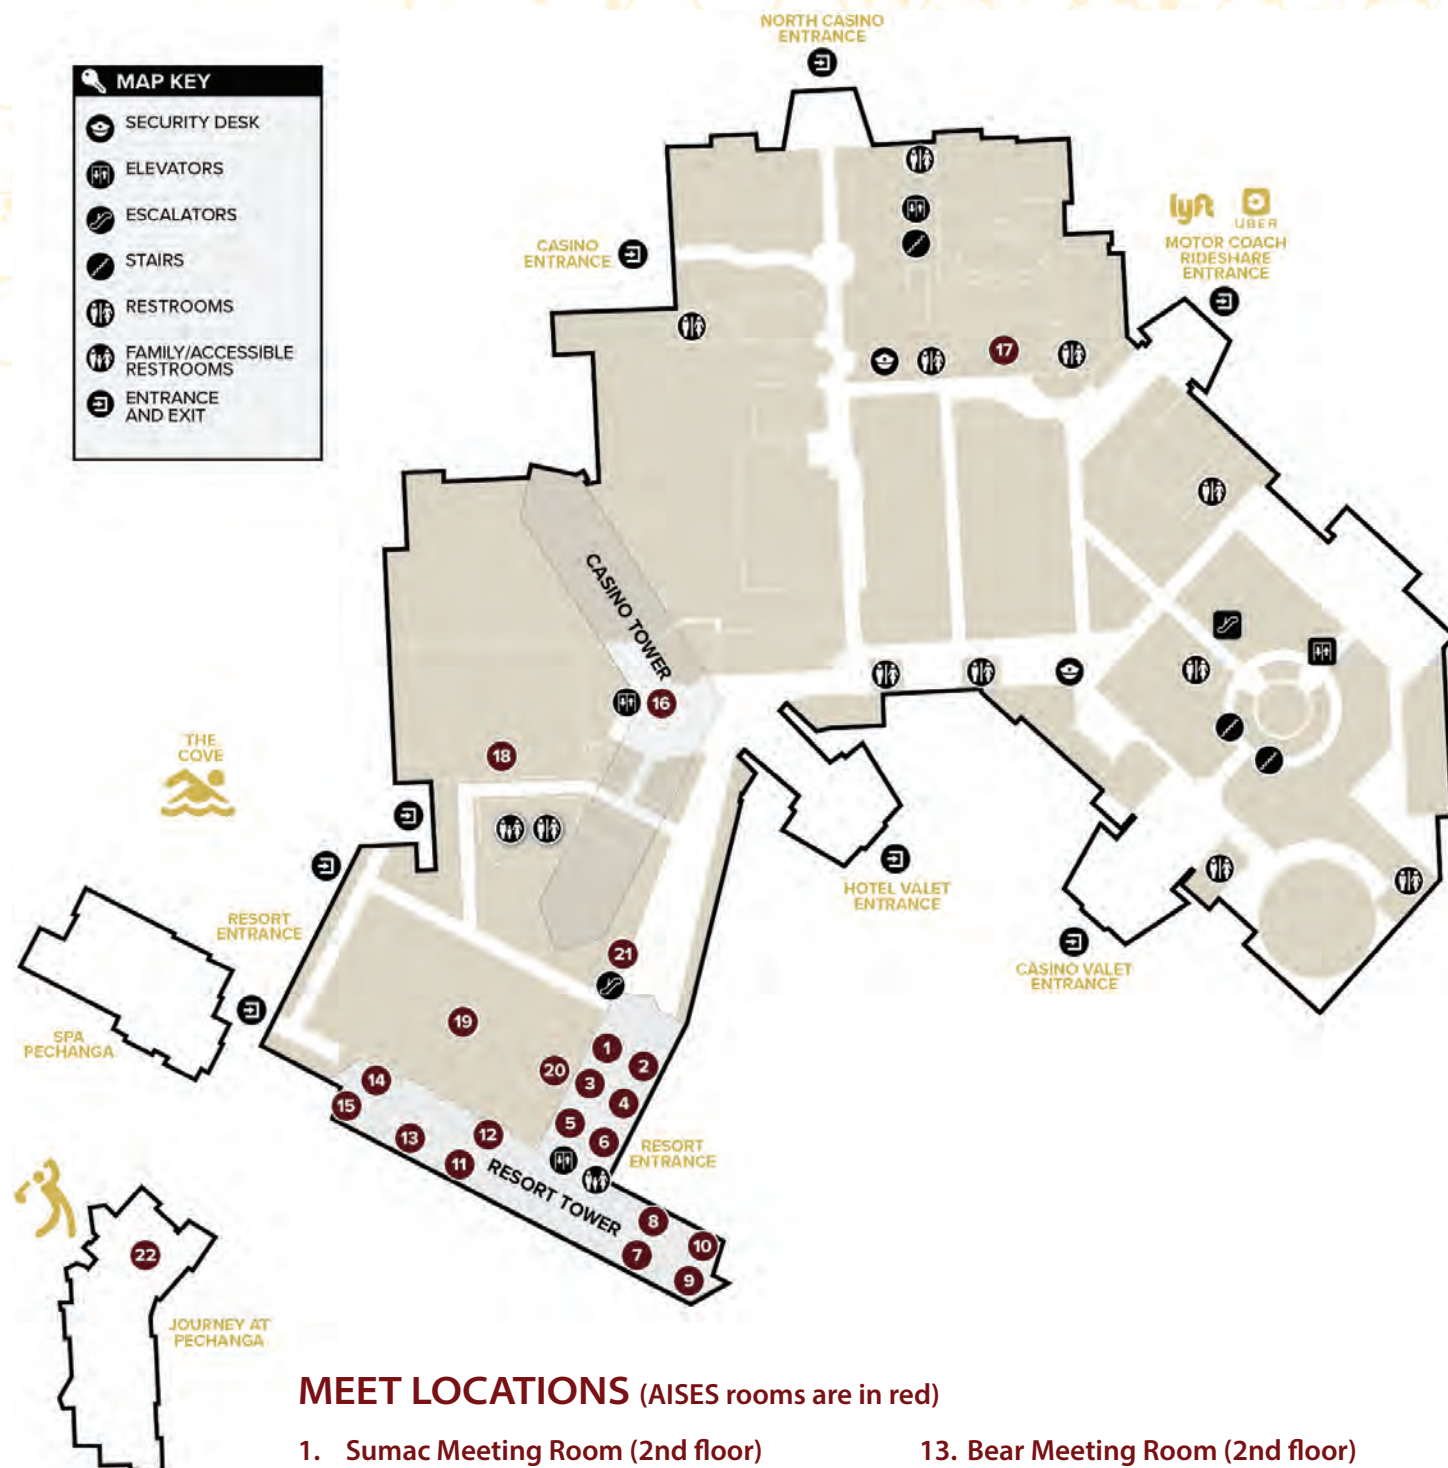 NORTH CASINO
ENTRANCE
MAP KEY
SECURITY DESK
ELEVATORS
ESCALATORS
STAIRS
RESTROOMS
FAMILY/ACCESSIBLE
RESTROOMS
ENTRANCE
AND EXIT
CASINO
ENTRANCE
lyft
UBER
MOTOR COACH
RIDESHARE
ENTRANCE
17
CASINO TOWER
16
18
THE
COVE
HOTEL VALET
ENTRANCE
RESORT
ENTRANCE
CASINO VALET
ENTRANCE
21
SPA
PECHANGA
19
1
2
20
3
14
4
15
5
13
12
6
11
RESORT
ENTRANCE
RESORT TOWER
8
10
7
9
22
JOURNEY AT
PECHANGA
MEET LOCATIONS (AISES rooms are in red)
1. Sumac Meeting Room (2nd floor)
13. Bear Meeting Room (2nd floor)